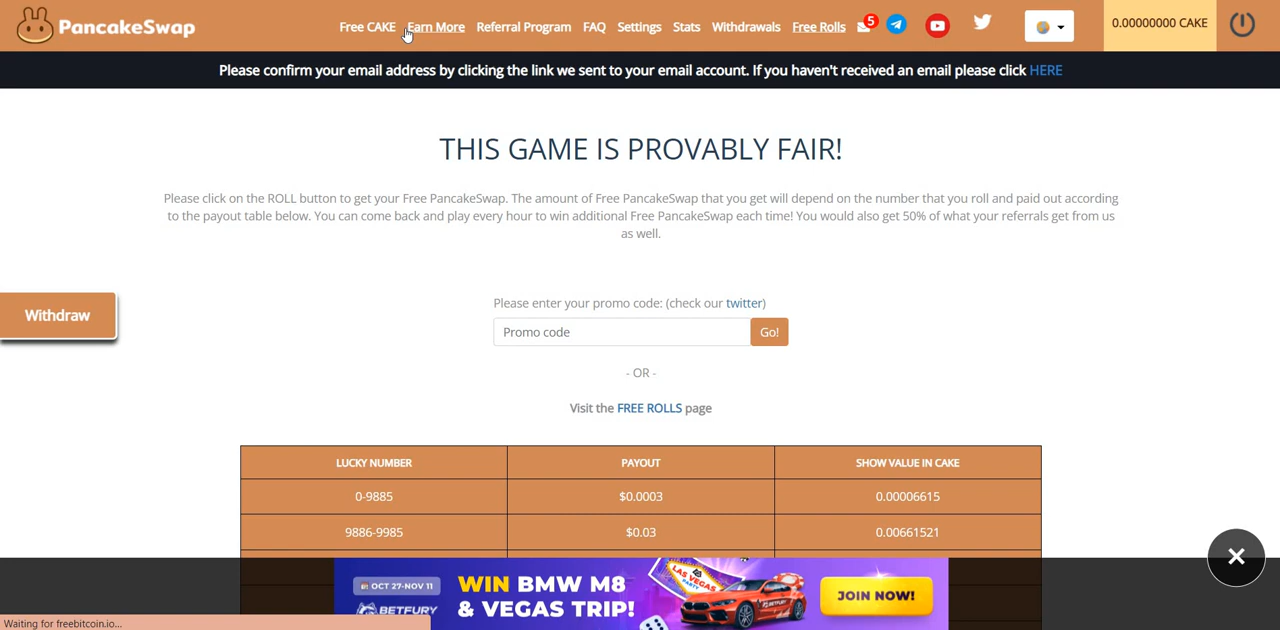 PancakeSwap
Free CAKE Earn More Referral Program FAQ Settings Stats Withdrawals Free Rolls 5 0.00000000 CAKE
Please confirm your email address by clicking the link we sent to your email account. If you haven't received an email please click HERE
THIS GAME IS PROVABLY FAIR!
Please click on the ROLL button to get your Free PancakeSwap. The amount of Free PancakeSwap that you get will depend on the number that you roll and paid out according
to the payout table below. You can come back and play every hour to win additional Free PancakeSwap each time! You would also get 50% of what your referrals get from us
as well.
Withdraw
Please enter your promo code: (check our twitter)
Promo code Go!
- OR -
Visit the FREE ROLLS page
LUCKY NUMBER PAYOUT SHOW VALUE IN CAKE
0-9885 $0.0003 0.00006615
9886-9985 $0.03 0.00661521
OCT 27-NOV 11
BETFURY
WIN BMW M8
& VEGAS TRIP!
LAS VEGAS
PARTY
JOIN NOW!
Waiting for freebitcoin.io...